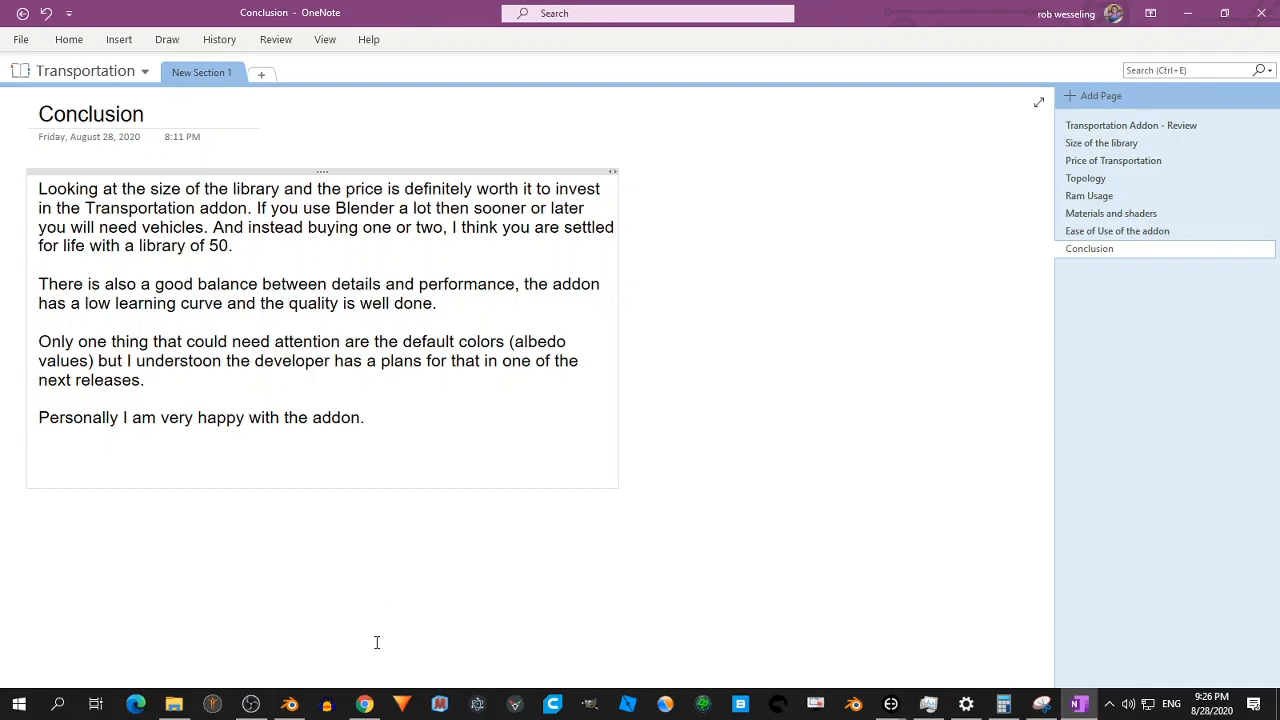 Conclusion - OneNote
Search
rob wesseling
File Home Insert Draw History Review View Help
Transportation
New Section 1
Search (Ctrl+E)
Conclusion
Friday, August 28, 2020 8:11 PM
Looking at the size of the library and the price is definitely worth it to invest
in the Transportation addon. If you use Blender a lot then sooner or later
you will need vehicles. And instead buying one or two, I think you are settled
for life with a library of 50.
There is also a good balance between details and performance, the addon
has a low learning curve and the quality is well done.
Only one thing that could need attention are the default colors (albedo
values) but I understoon the developer has a plans for that in one of the
next releases.
Personally I am very happy with the addon.
Add Page
Transportation Addon - Review
Size of the library
Price of Transportation
Topology
Ram Usage
Materials and shaders
Ease of Use of the addon
Conclusion
ENG
9:26 PM
8/28/2020